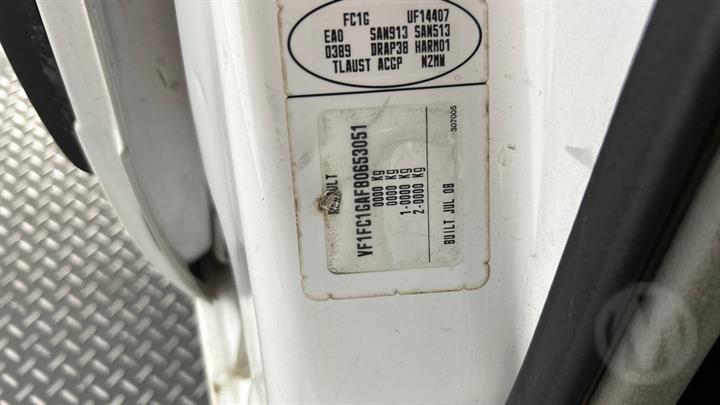 FC1G UF14407
EA0 SAN913 SAN513
0389 DRAP38 HARM01
TLAUST ACGP N2MW
RENAULT
VF1FC1GAF80653051
0000 Kg
0000 Kg
1-0000 Kg
2-0000 Kg
BUILT JUL 08
507005